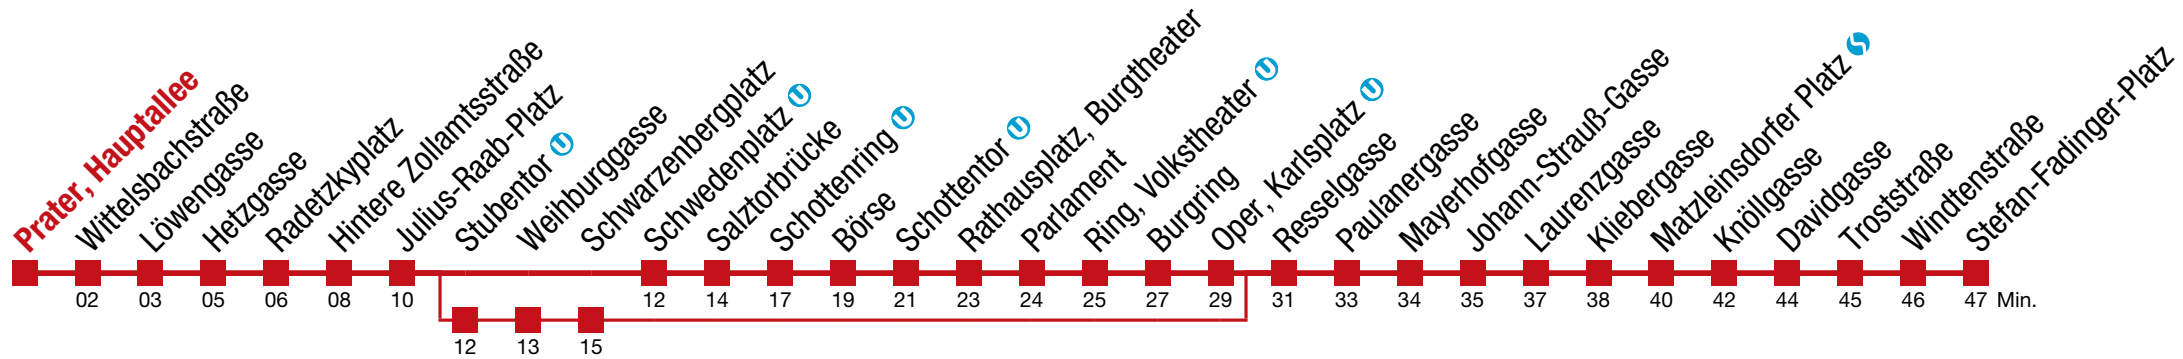 Prater, Hauptallee
Wittelsbachstraße
Löwengasse
Hetzgasse
Radetzkyplatz
Hintere Zollamtsstraße
Julius-Raab-Platz
Stubentor U
Weihburggasse
Schwarzenbergplatz
Schwedenplatz U
Salztorbrücke
Schottenring U
Börse
Schottentor U
Rathausplatz, Burgtheater
Parlament
Ring, Volkstheater U
Burgring
Oper, Karlsplatz U
Resselgasse
Paulanergasse
Mayerhofgasse
Johann-Strauß-Gasse
Laurenzgasse
Kliebergasse
Matzleinsdorfer Platz S
Knöllgasse
Davidgasse
Troststraße
Windtenstraße
Stefan-Fadinger-Platz
02 03 05 06 08 10 12 14 17 19 21 23 24 25 27 29 31 33 34 35 37 38 40 42 44 45 46 47 Min.
12 13 15